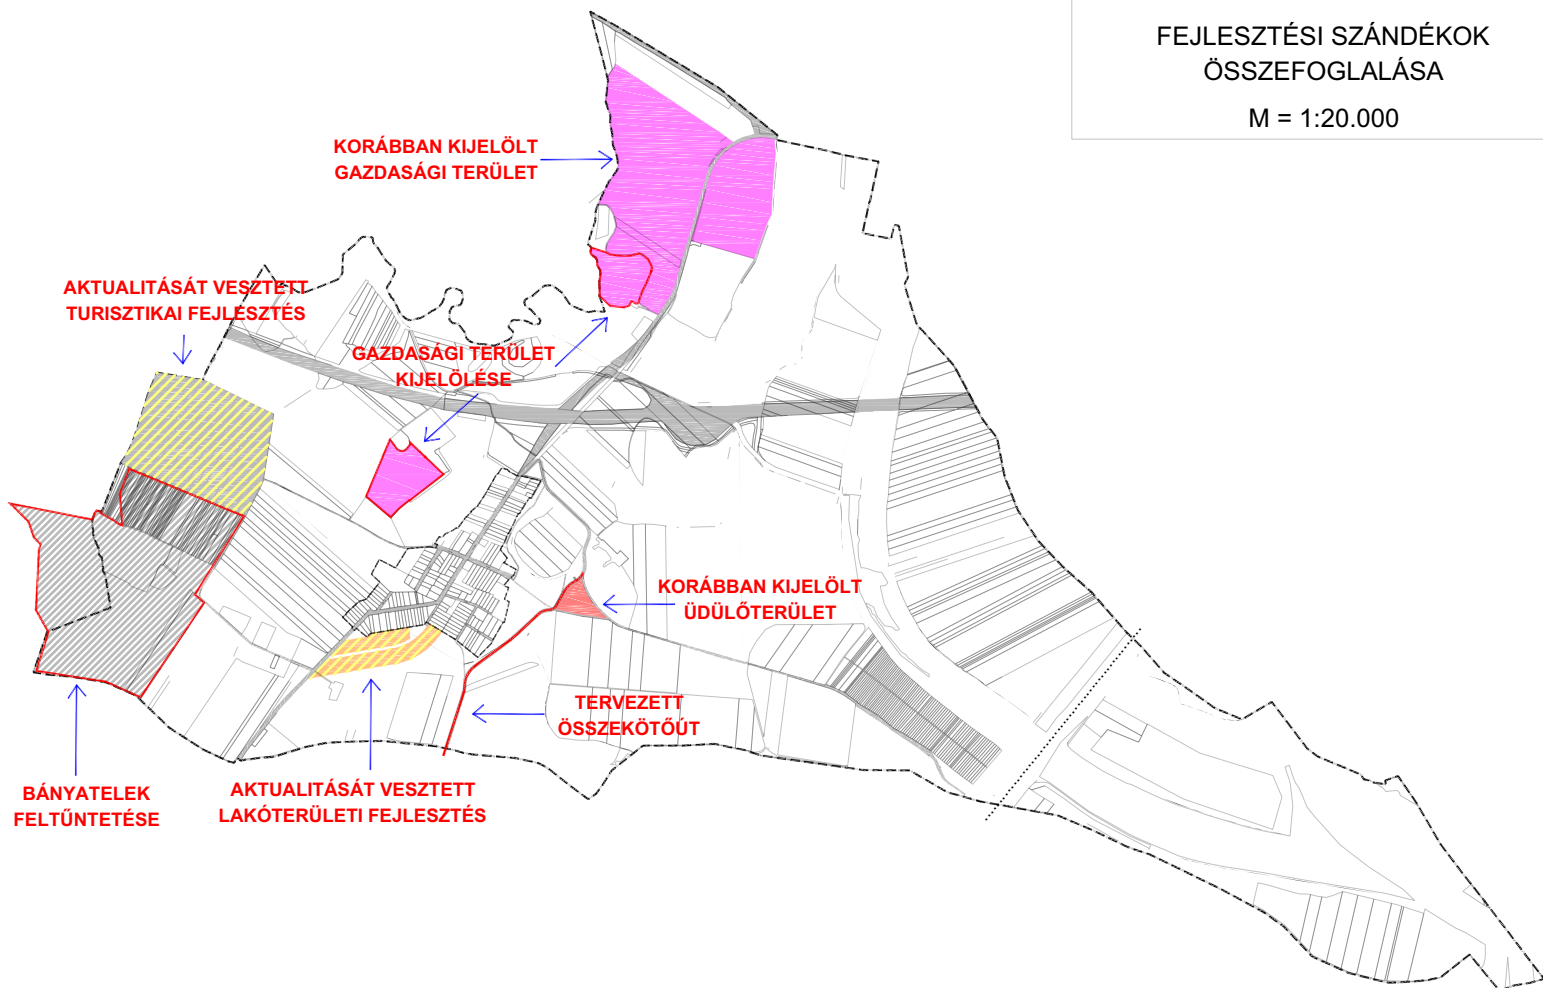 FEJLESZTÉSI SZÁNDÉKOK
ÖSSZEFOGLALÁSA
M = 1:20.000
KORÁBBAN KIJELÖLT
GAZDASÁGI TERÜLET
AKTUALITÁSÁT VESZTETT
TURISZTIKAI FEJLESZTÉS
GAZDASÁGI TERÜLET
KIJELÖLÉSE
KORÁBBAN KIJELÖLT
ÜDÜLŐTERÜLET
TERVEZETT
ÖSSZEKÖTŐÚT
BÁNYATELEK
FELTŰNTETÉSE
AKTUALITÁSÁT VESZTETT
LAKÓTERÜLETI FEJLESZTÉS